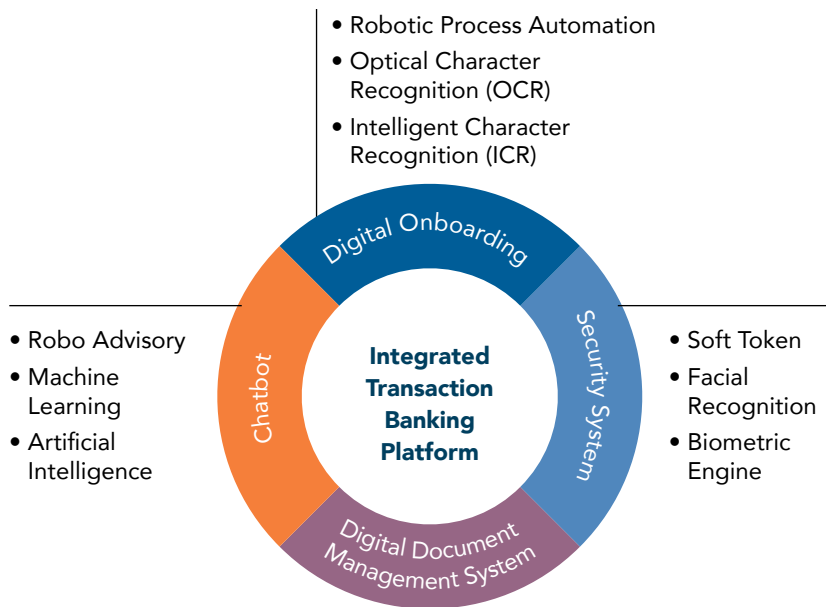 • Robotic Process Automation
• Optical Character
Recognition (OCR)
• Intelligent Character
Recognition (ICR)
Digital Onboarding
• Robo Advisory
• Machine
Learning
• Artificial
Intelligence
Chatbot
Integrated
Transaction
Banking
Platform
Security System
• Soft Token
• Facial
Recognition
• Biometric
Engine
Digital Document
Management System